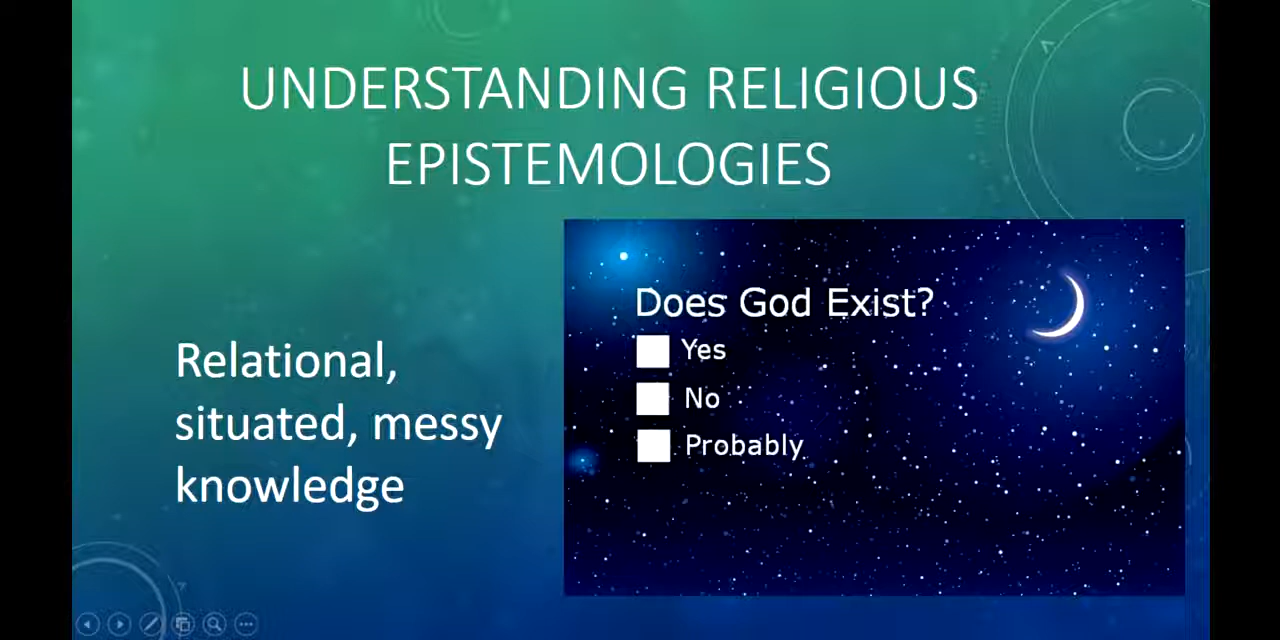 UNDERSTANDING RELIGIOUS
EPISTEMOLOGIES
Relational,
situated, messy
knowledge
Does God Exist?
Yes
No
Probably